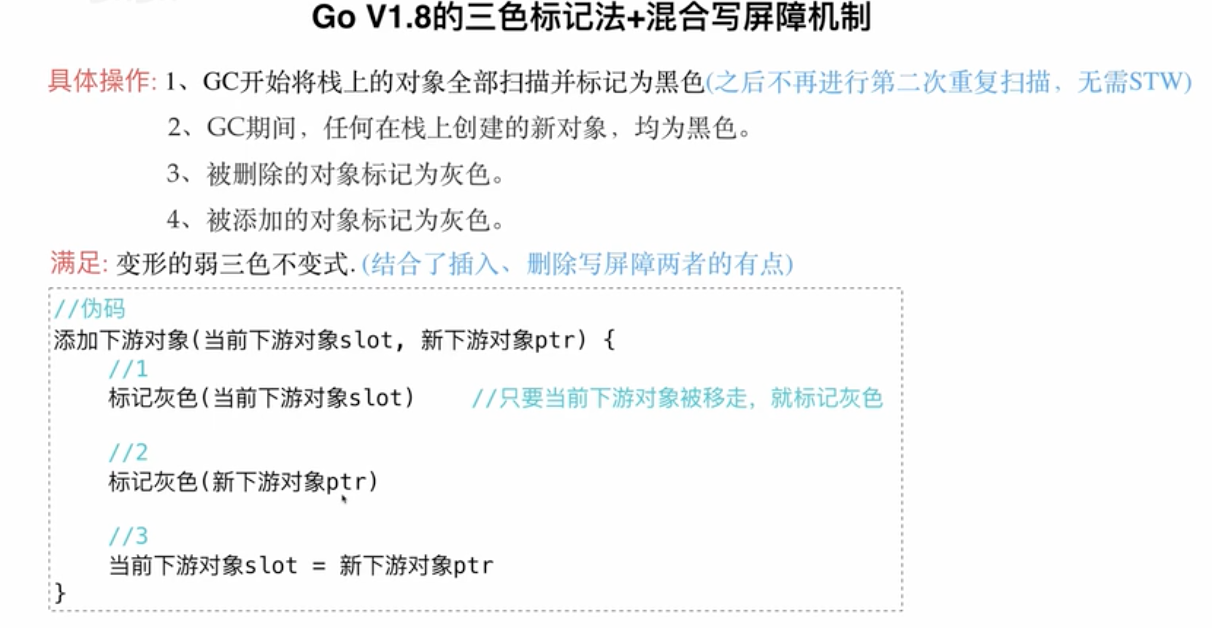 Go V1.8的三色标记法+混合写屏障机制
具体操作: 1、GC开始将栈上的对象全部扫描并标记为黑色(之后不再进行第二次重复扫描，无需STW)
2、GC期间，任何在栈上创建的新对象，均为黑色。
3、被删除的对象标记为灰色。
4、被添加的对象标记为灰色。
满足: 变形的弱三色不变式. (结合了插入、删除写屏障两者的有点)
//伪码
添加下游对象(当前下游对象slot, 新下游对象ptr) {
//1
标记灰色(当前下游对象slot) //只要当前下游对象被移走，就标记灰色
//2
标记灰色(新下游对象ptr)
//3
当前下游对象slot = 新下游对象ptr
}